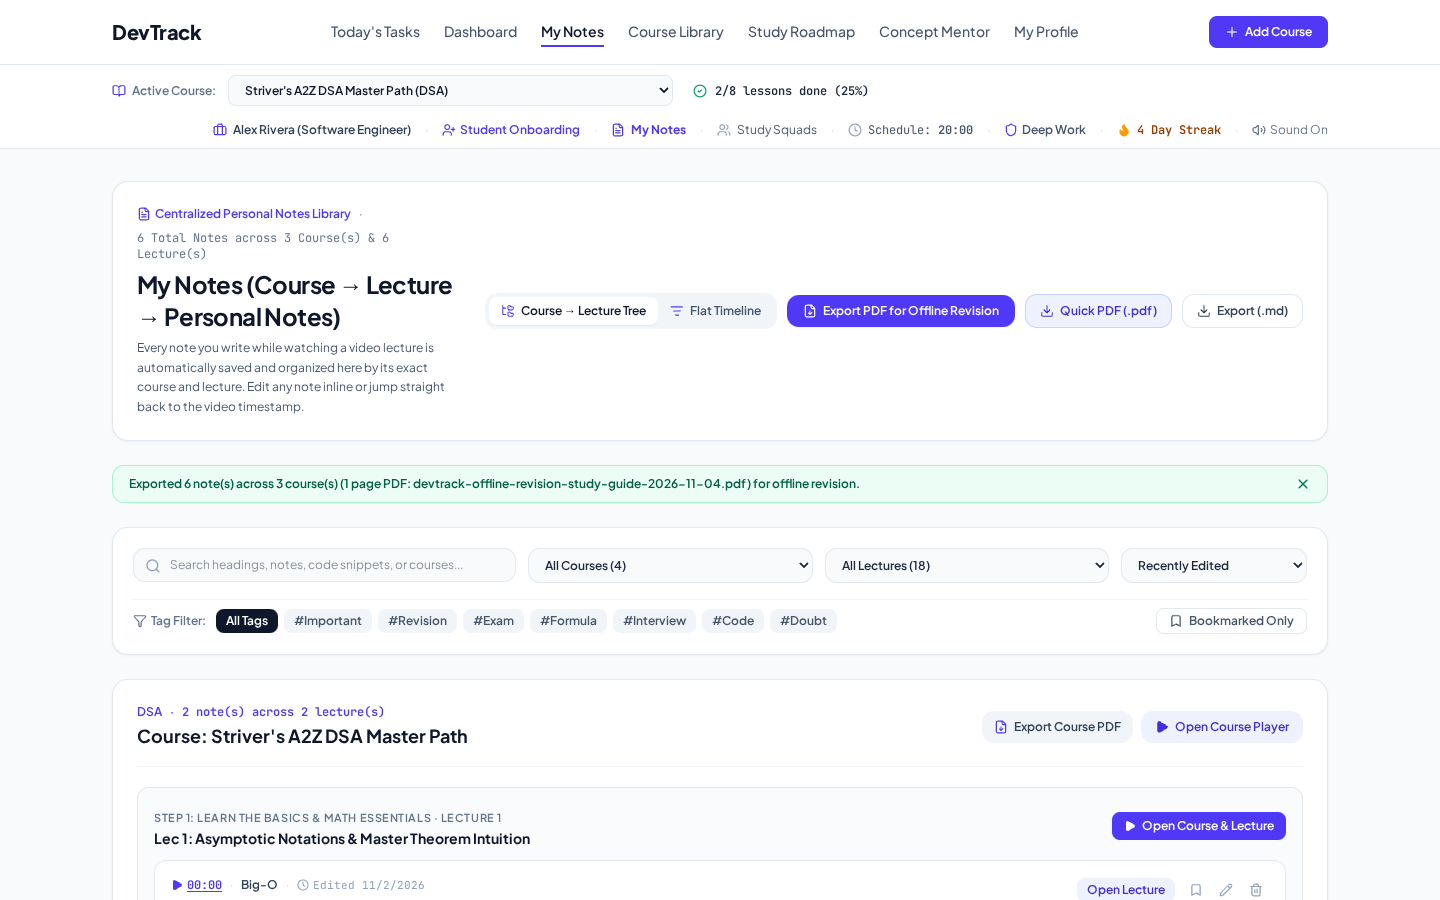 DevTrack
Today's Tasks
Dashboard
My Notes
Course Library
Study Roadmap
Concept Mentor
My Profile
Add Course
Active Course:
Striver's A2Z DSA Master Path (DSA)
2/8 lessons done (25%)
Alex Rivera (Software Engineer) · Student Onboarding · My Notes · Study Squads · Schedule: 20:00 · Deep Work · 4 Day Streak · Sound On
Centralized Personal Notes Library ·
6 Total Notes across 3 Course(s) & 6
Lecture(s)
My Notes (Course → Lecture
→ Personal Notes)
Every note you write while watching a video lecture is
automatically saved and organized here by its exact
course and lecture. Edit any note inline or jump straight
back to the video timestamp.
Course → Lecture Tree
Flat Timeline
Export PDF for Offline Revision
Quick PDF (.pdf)
Export (.md)
Exported 6 note(s) across 3 course(s) (1 page PDF: devtrack-offline-revision-study-guide-2026-11-04.pdf) for offline revision.
Search headings, notes, code snippets, or courses...
All Courses (4)
All Lectures (18)
Recently Edited
Tag Filter:
All Tags
#Important
#Revision
#Exam
#Formula
#Interview
#Code
#Doubt
Bookmarked Only
DSA · 2 note(s) across 2 lecture(s)
Course: Striver's A2Z DSA Master Path
Export Course PDF
Open Course Player
STEP 1: LEARN THE BASICS & MATH ESSENTIALS · LECTURE 1
Lec 1: Asymptotic Notations & Master Theorem Intuition
Open Course & Lecture
00:00 · Big-O · Edited 11/2/2026
Open Lecture